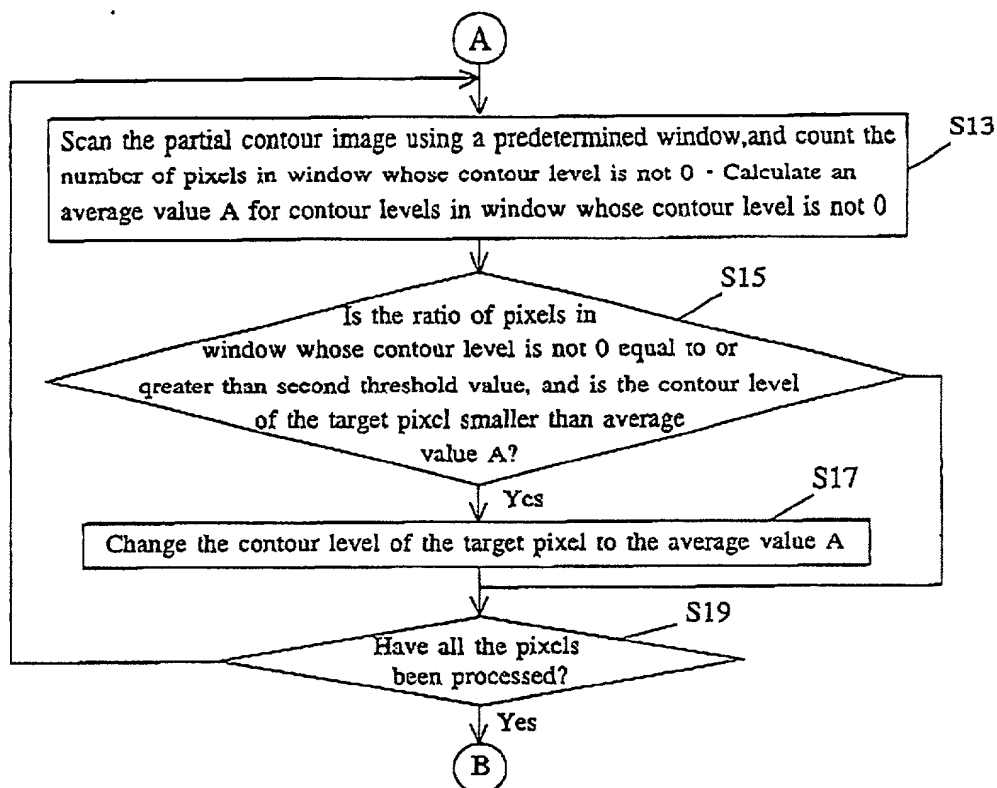 A
Scan the partial contour image using a predetermined window,and count the
number of pixels in window whose contour level is not 0 - Calculate an
average value A for contour levels in window whose contour level is not 0
S13
S15
Is the ratio of pixels in
window whose contour level is not 0 equal to or
greater than second threshold value, and is the contour level
of the target pixel smaller than average
value A?
Yes
S17
Change the contour level of the target pixel to the average value A
S19
Have all the pixels
been processed?
Yes
B